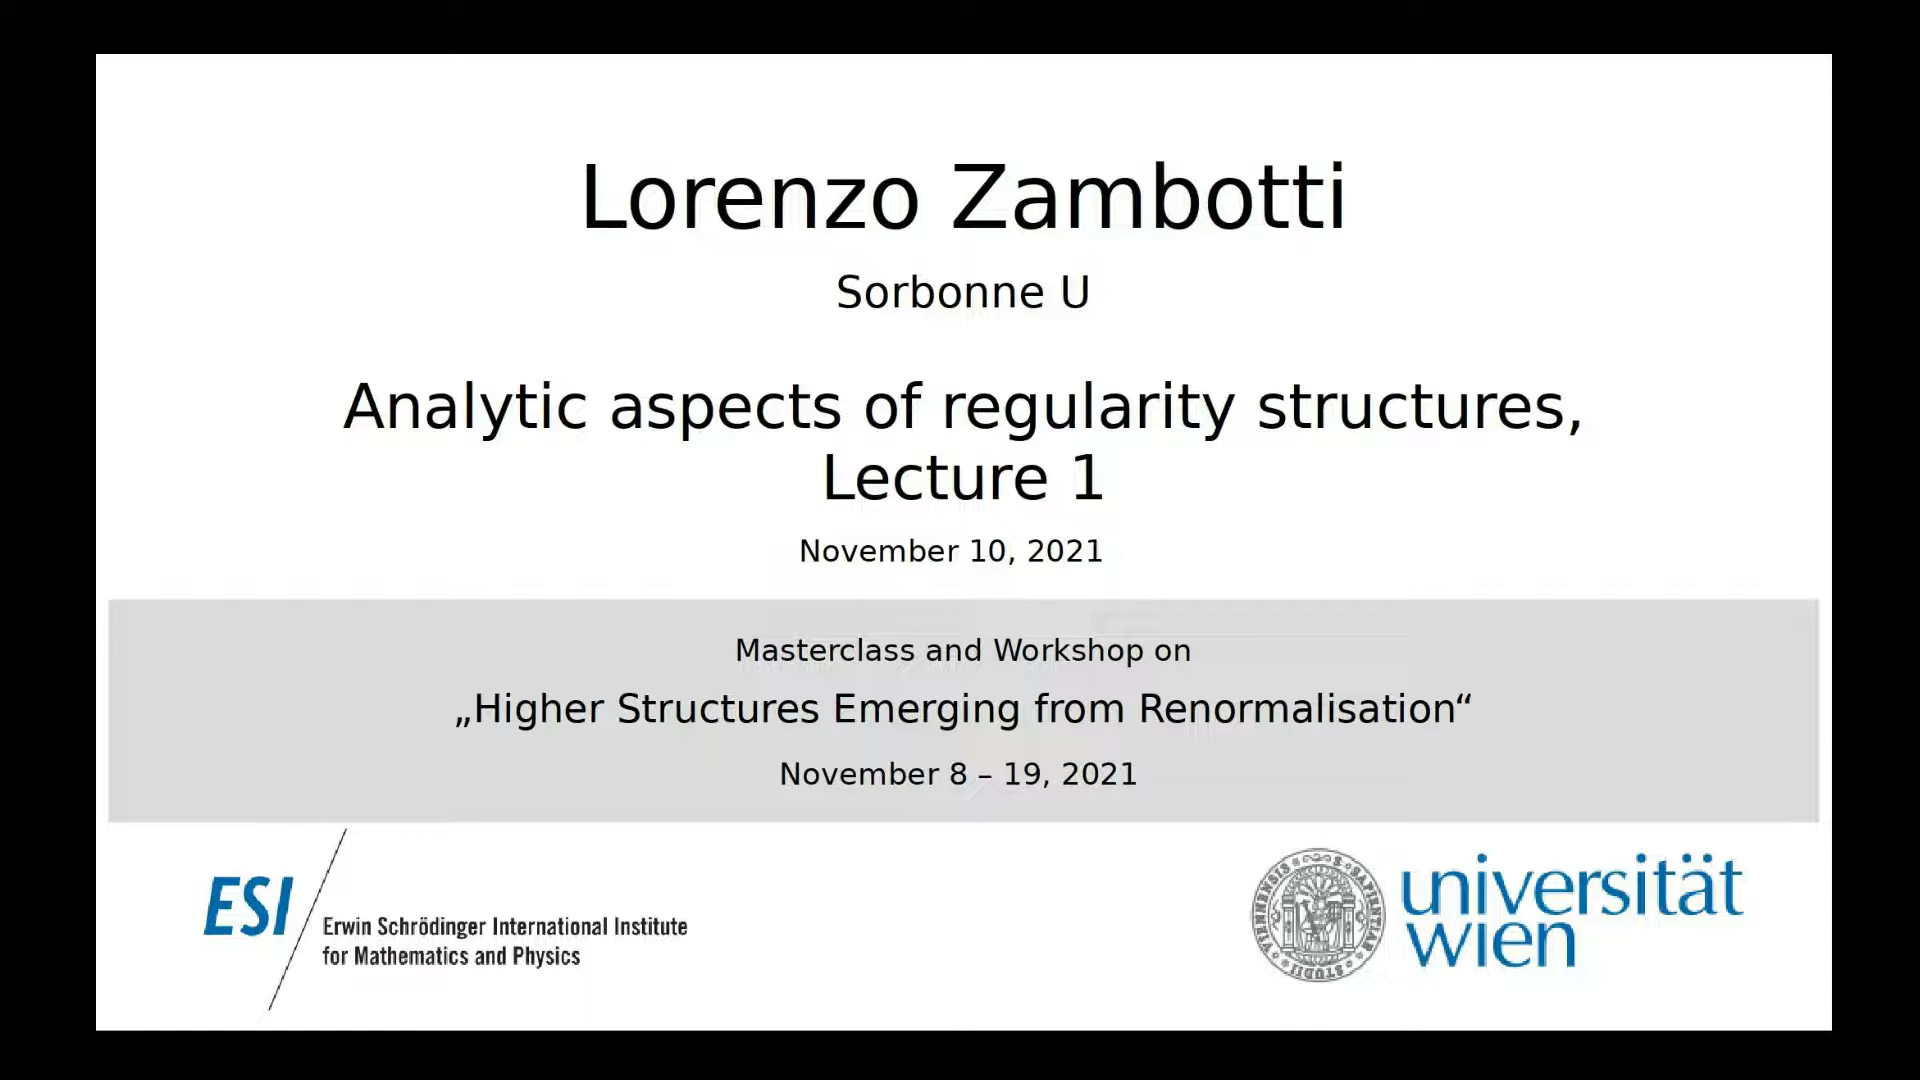 Lorenzo Zambotti
Sorbonne U
Analytic aspects of regularity structures,
Lecture 1
November 10, 2021
Masterclass and Workshop on
„Higher Structures Emerging from Renormalisation“
November 8 – 19, 2021
ESI
Erwin Schrödinger International Institute
for Mathematics and Physics
universität
wien